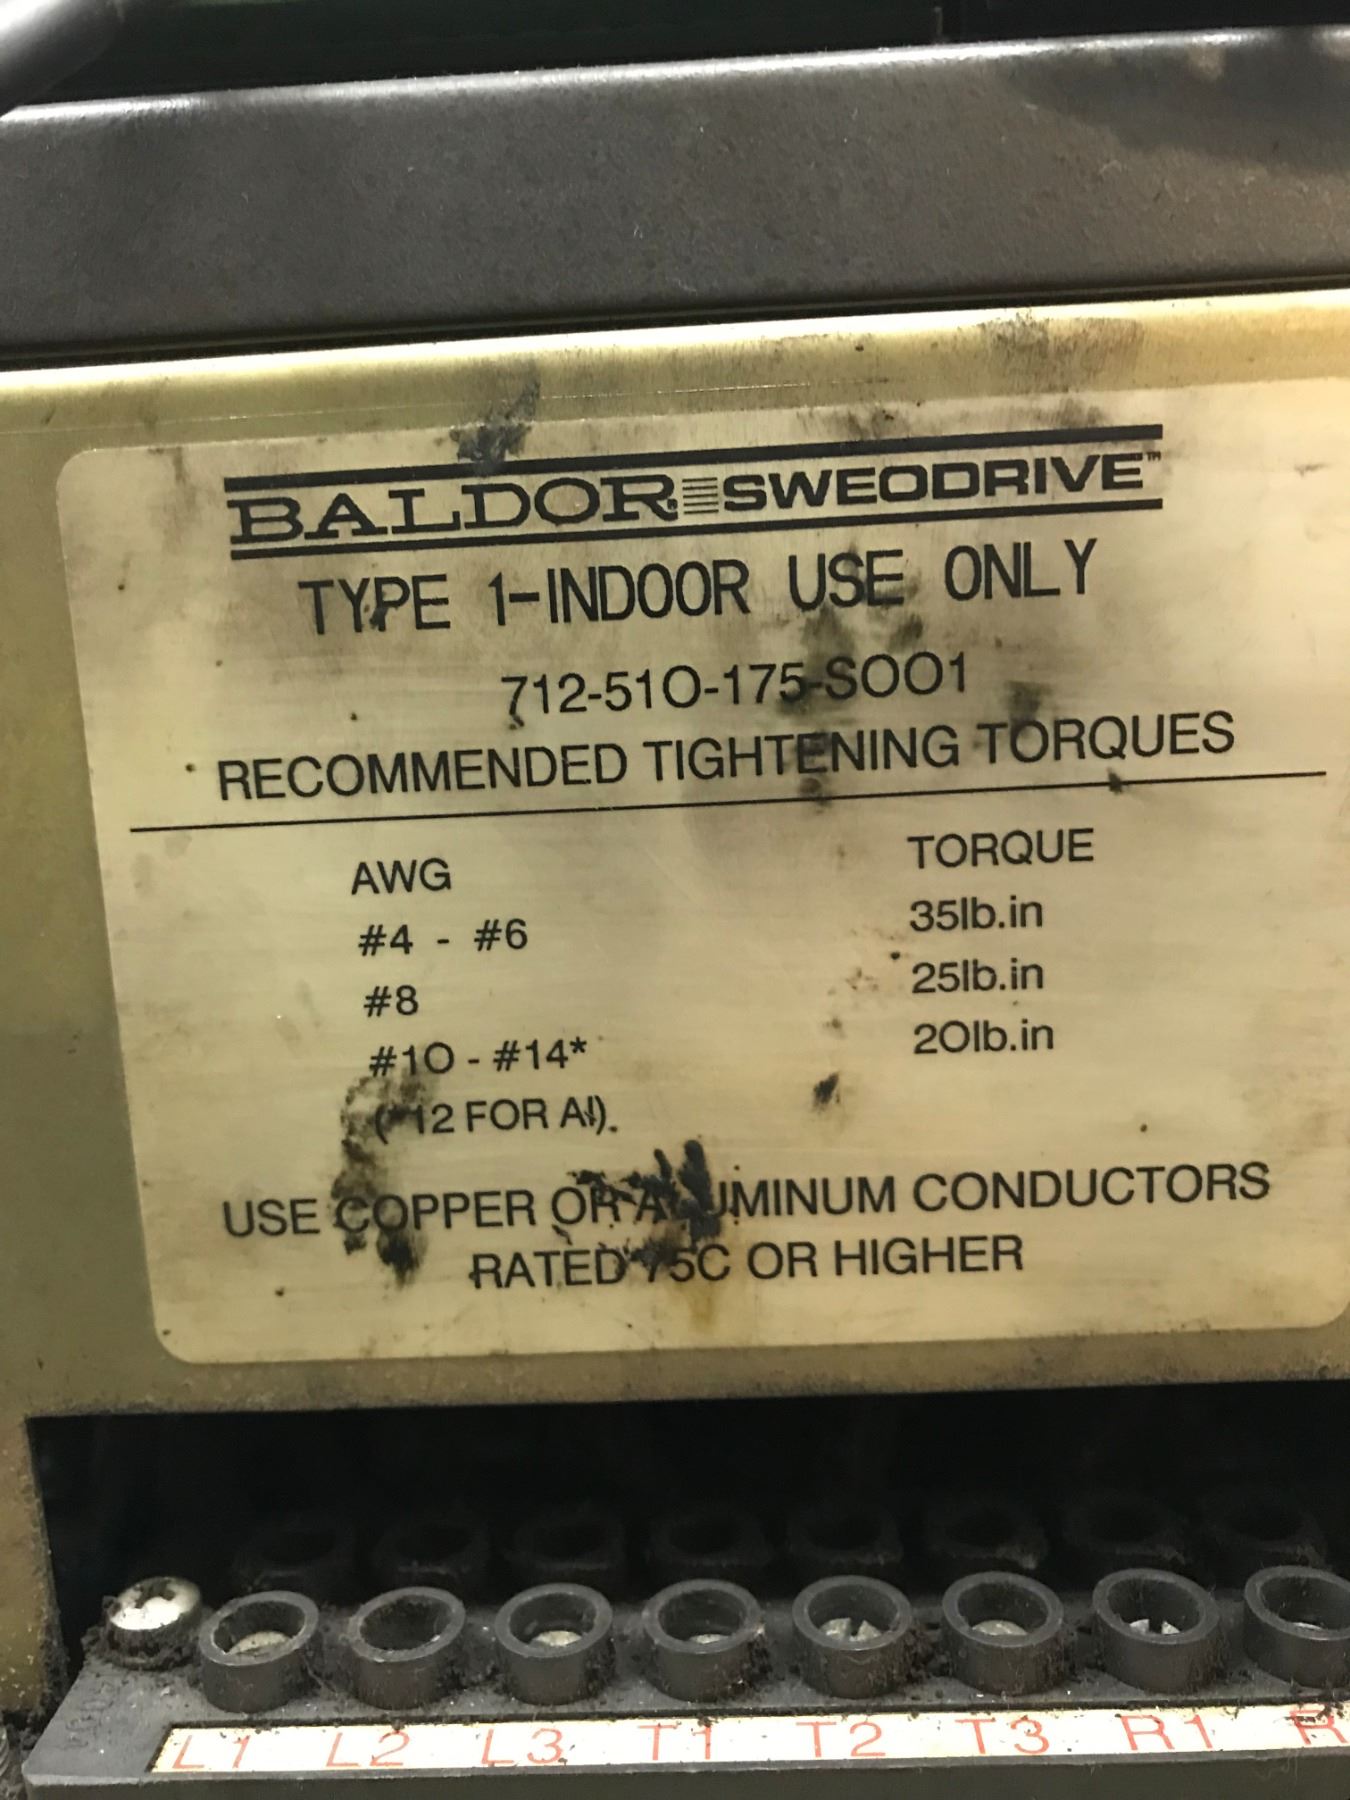 BALDOR SWEODRIVE™
TYPE 1-INDOOR USE ONLY
712-510-175-S001
RECOMMENDED TIGHTENING TORQUES
AWG TORQUE
#4 - #6 35lb.in
#8 25lb.in
#10 - #14* 20lb.in
(*12 FOR Al).
USE COPPER OR ALUMINUM CONDUCTORS
RATED 75C OR HIGHER
L1 L2 L3 T1 T2 T3 R1